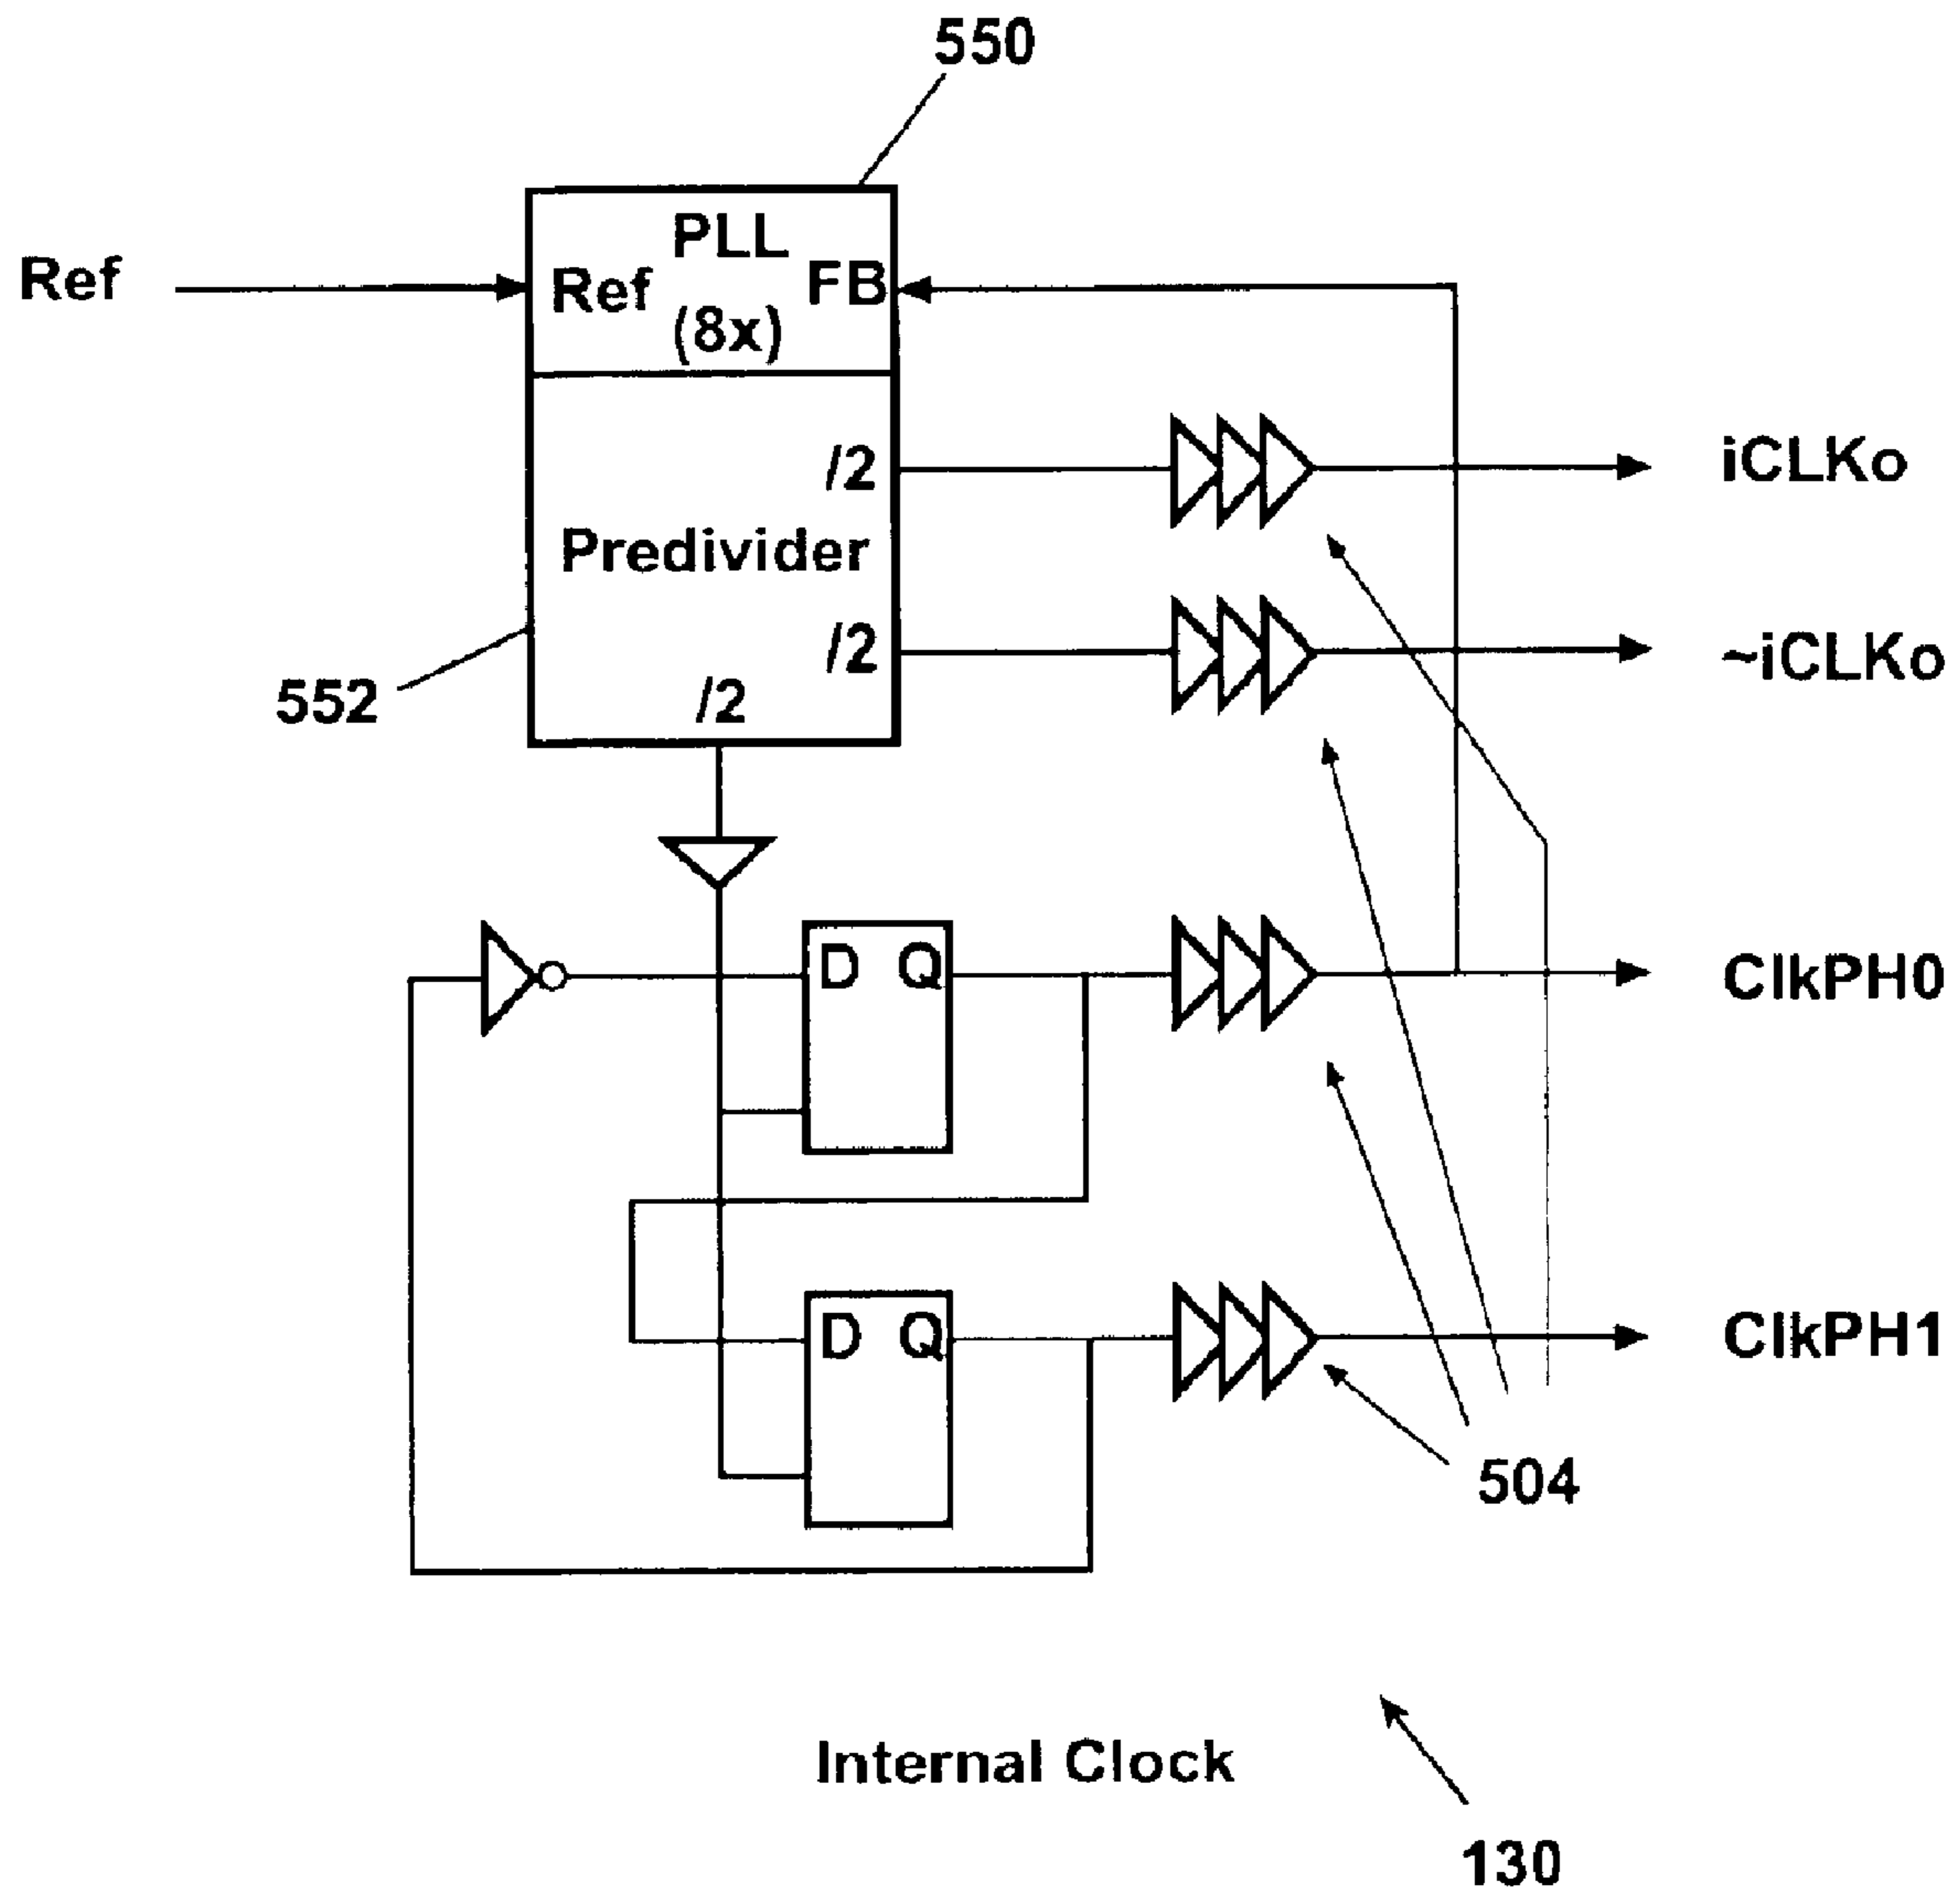 550
PLL
Ref
Ref
FB
(8x)
/2
iCLKo
Predivider
/2
~iCLKo
552
/2
D Q
ClkPH0
D Q
ClkPH1
504
Internal Clock
130